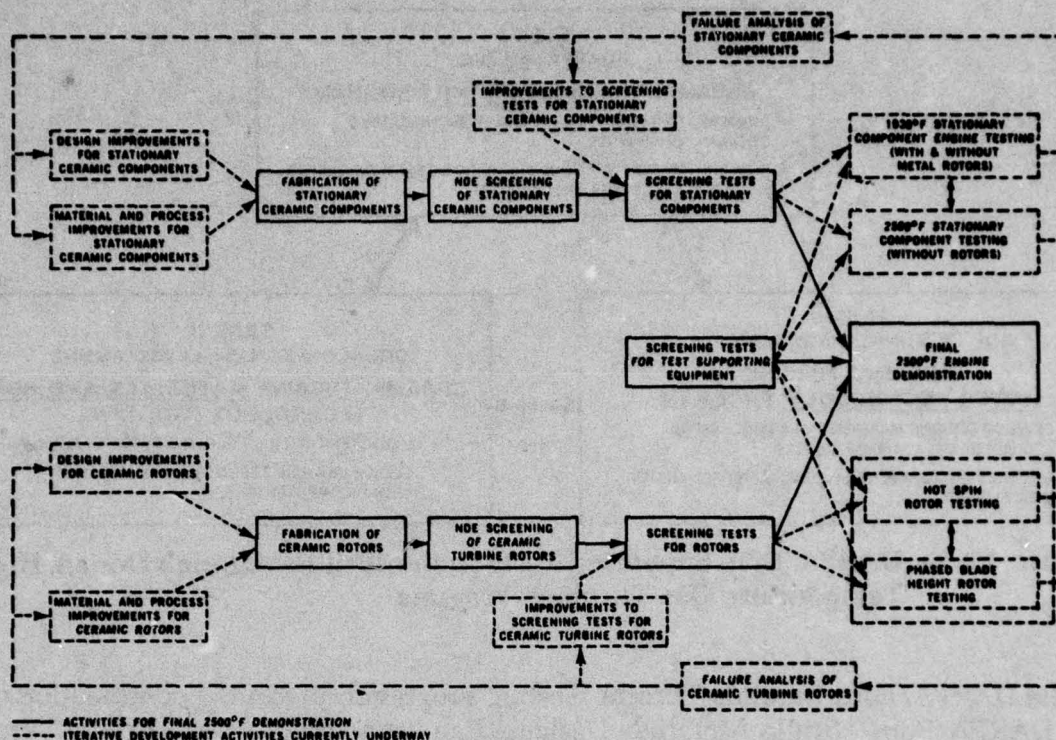 FAILURE ANALYSIS OF
STATIONARY CERAMIC
COMPONENTS
IMPROVEMENTS TO SCREENING
TESTS FOR STATIONARY
CERAMIC COMPONENTS
DESIGN IMPROVEMENTS
FOR STATIONARY
CERAMIC COMPONENTS
MATERIAL AND PROCESS
IMPROVEMENTS FOR
STATIONARY
CERAMIC COMPONENTS
FABRICATION OF
STATIONARY
CERAMIC COMPONENTS
NDE SCREENING
OF STATIONARY
CERAMIC COMPONENTS
SCREENING TESTS
FOR STATIONARY
COMPONENTS
1930°F STATIONARY
COMPONENT ENGINE TESTING
(WITH & WITHOUT
METAL ROTORS)
2500°F STATIONARY
COMPONENT TESTING
(WITHOUT ROTORS)
SCREENING TESTS
FOR TEST SUPPORTING
EQUIPMENT
FINAL
2500°F ENGINE
DEMONSTRATION
DESIGN IMPROVEMENTS
FOR CERAMIC ROTORS
MATERIAL AND PROCESS
IMPROVEMENTS FOR
CERAMIC ROTORS
FABRICATION
OF CERAMIC ROTORS
NDE SCREENING
OF CERAMIC
TURBINE ROTORS
SCREENING TESTS
FOR ROTORS
HOT SPIN
ROTOR TESTING
PHASED BLADE
HEIGHT ROTOR
TESTING
IMPROVEMENTS TO
SCREENING TESTS FOR
CERAMIC TURBINE ROTORS
FAILURE ANALYSIS OF
CERAMIC TURBINE ROTORS
ACTIVITIES FOR FINAL 2500°F DEMONSTRATION
ITERATIVE DEVELOPMENT ACTIVITIES CURRENTLY UNDERWAY